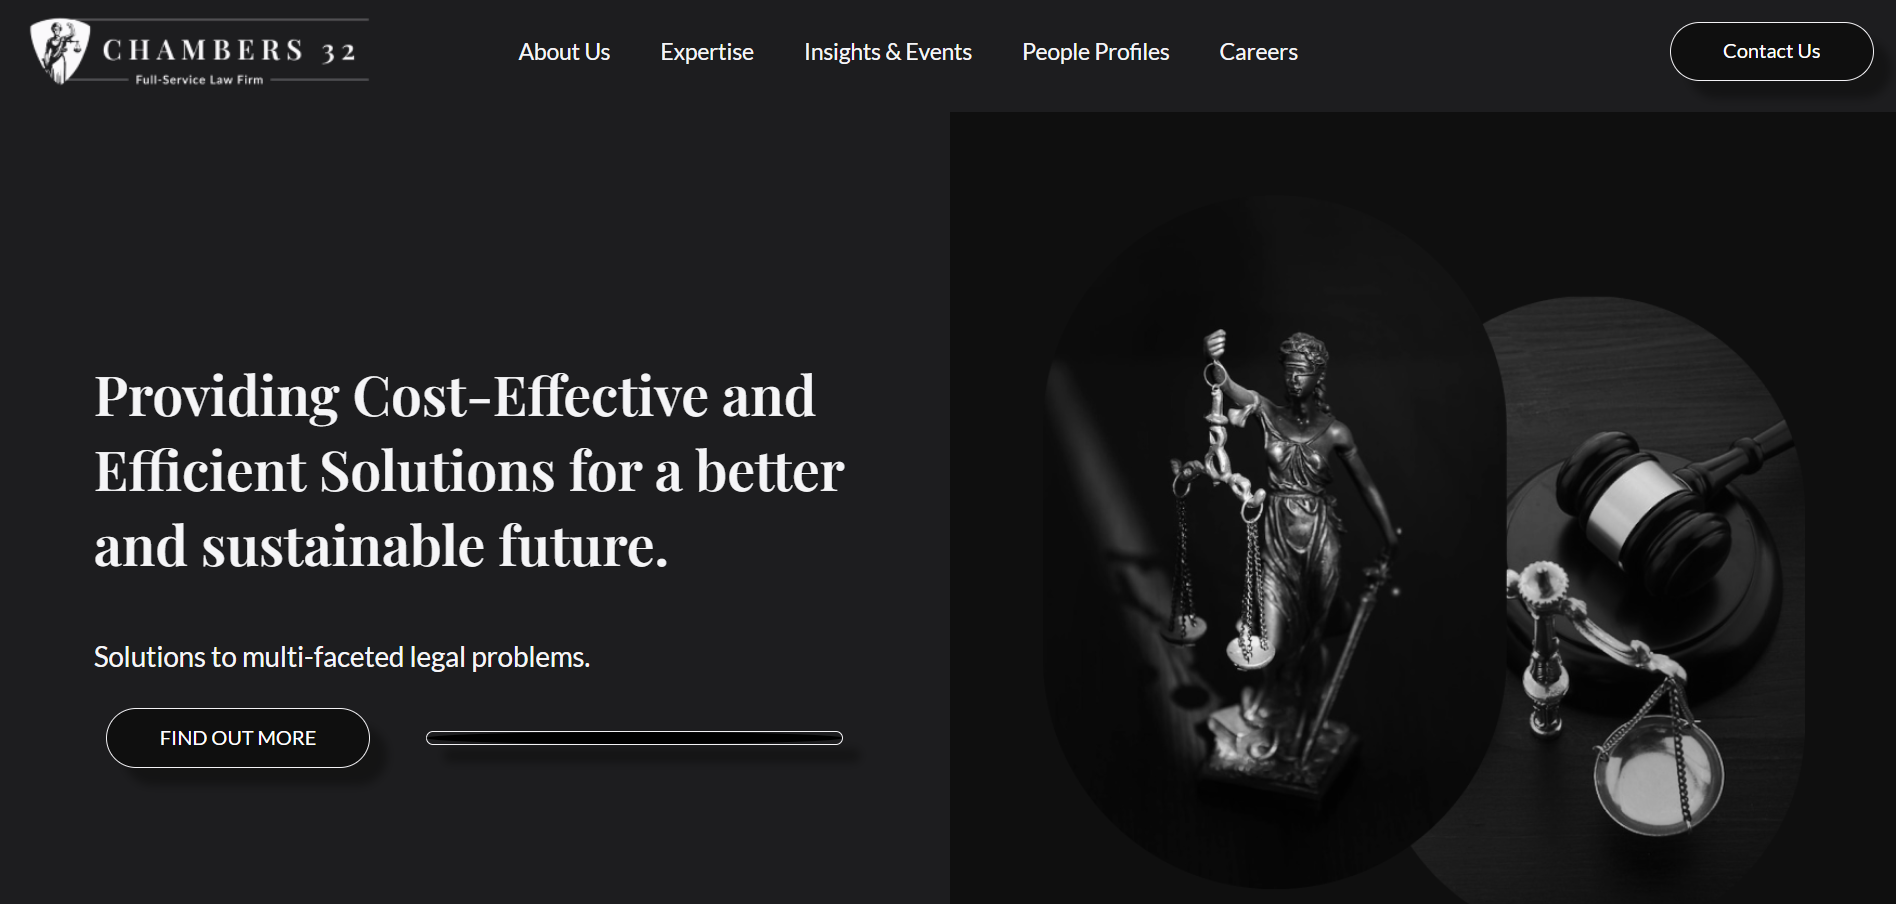 CHAMBERS 32
Full-Service Law Firm
About Us
Expertise
Insights & Events
People Profiles
Careers
Contact Us
Providing Cost-Effective and
Efficient Solutions for a better
and sustainable future.
Solutions to multi-faceted legal problems.
FIND OUT MORE